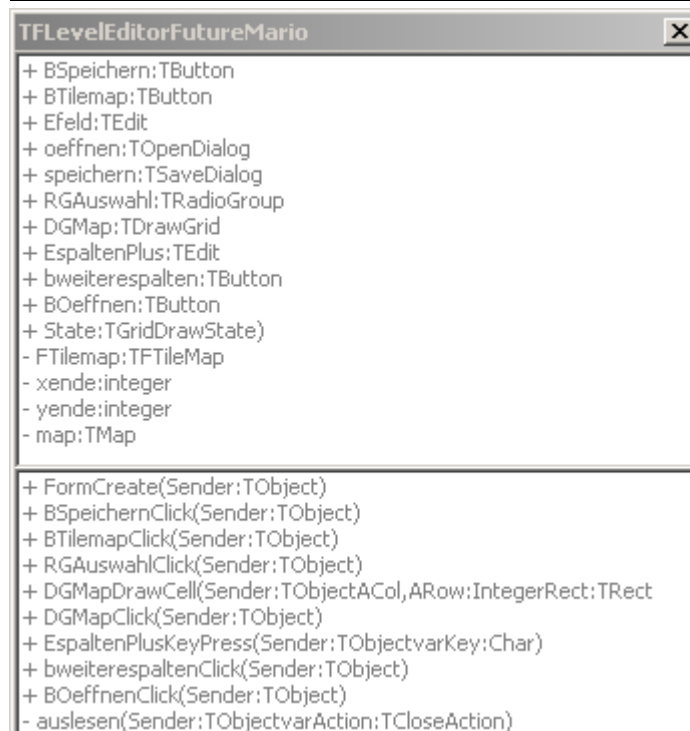 TFLevelEditorFutureMario
+ BSpeichern:TButton
+ BTilemap:TButton
+ Efeld:TEdit
+ oeffnen:TOpenDialog
+ speichern:TSaveDialog
+ RGAuswahl:TRadioGroup
+ DGMap:TDrawGrid
+ EspaltenPlus:TEdit
+ bweiterespalten:TButton
+ BOeffnen:TButton
+ State:TGridDrawState)
- FTilemap:TFTileMap
- xende:integer
- yende:integer
- map:TMap
+ FormCreate(Sender:TObject)
+ BSpeichernClick(Sender:TObject)
+ BTilemapClick(Sender:TObject)
+ RGAuswahlClick(Sender:TObject)
+ DGMapDrawCell(Sender:TObjectACol,ARow:IntegerRect:TRect
+ DGMapClick(Sender:TObject)
+ EspaltenPlusKeyPress(Sender:TObjectvarKey:Char)
+ bweiterespaltenClick(Sender:TObject)
+ BOeffnenClick(Sender:TObject)
- auslesen(Sender:TObjectvarAction:TCloseAction)